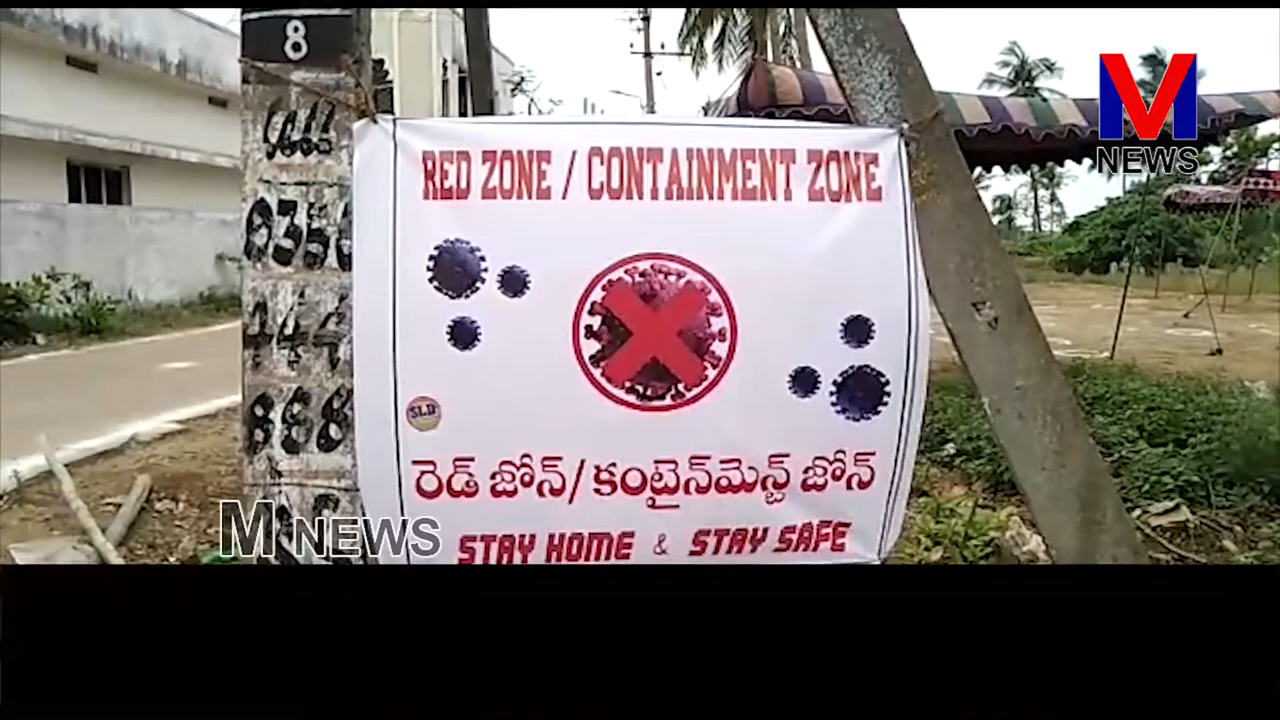 8
M
NEWS
RED ZONE / CONTAINMENT ZONE
SLD
రెడ్ జోన్/ కంటైన్‌మెంట్ జోన్
M NEWS
STAY HOME & STAY SAFE